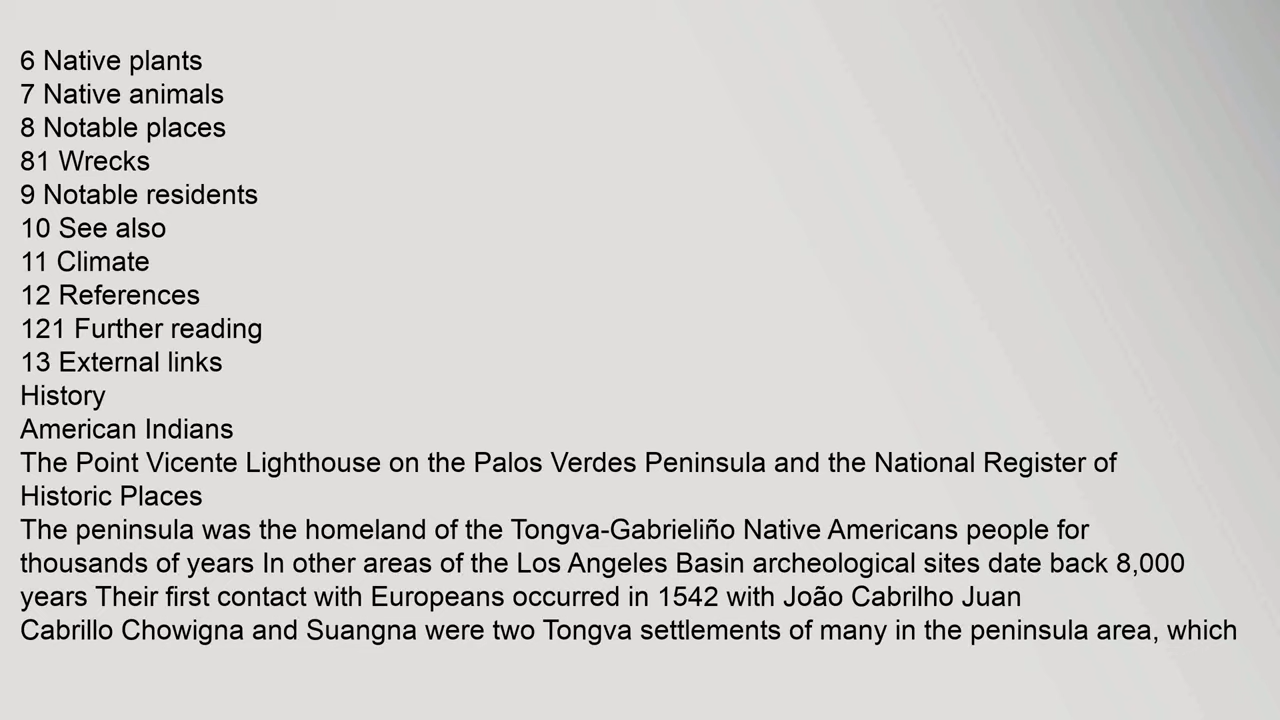 6 Native plants
7 Native animals
8 Notable places
81 Wrecks
9 Notable residents
10 See also
11 Climate
12 References
121 Further reading
13 External links
History
American Indians
The Point Vicente Lighthouse on the Palos Verdes Peninsula and the National Register of
Historic Places
The peninsula was the homeland of the Tongva-Gabrieliño Native Americans people for
thousands of years In other areas of the Los Angeles Basin archeological sites date back 8,000
years Their first contact with Europeans occurred in 1542 with João Cabrilho Juan
Cabrillo Chowigna and Suangna were two Tongva settlements of many in the peninsula area, which